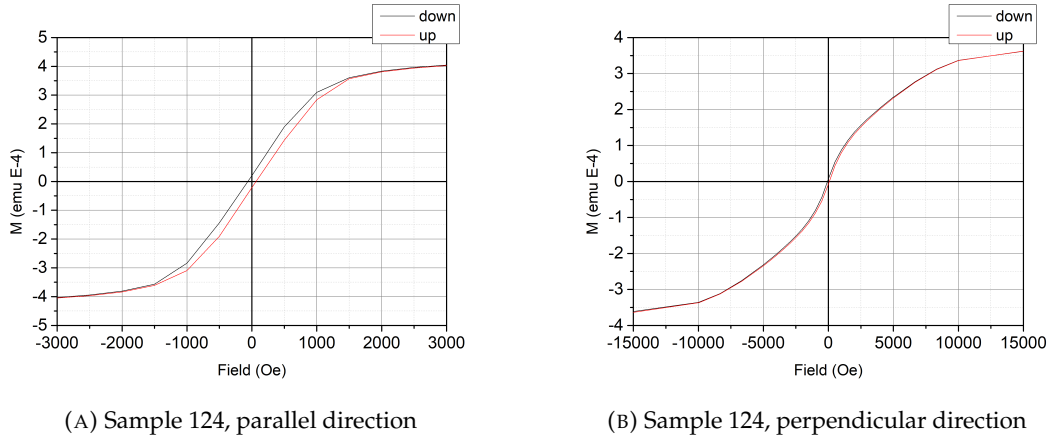 down
up
5
4
3
2
1
0
-1
-2
-3
-4
-5
M (emu E-4)
-3000 -2000 -1000 0 1000 2000 3000
Field (Oe)
(A) Sample 124, parallel direction
down
up
4
3
2
1
0
-1
-2
-3
-4
M (emu E-4)
-15000 -10000 -5000 0 5000 10000 15000
Field (Oe)
(B) Sample 124, perpendicular direction